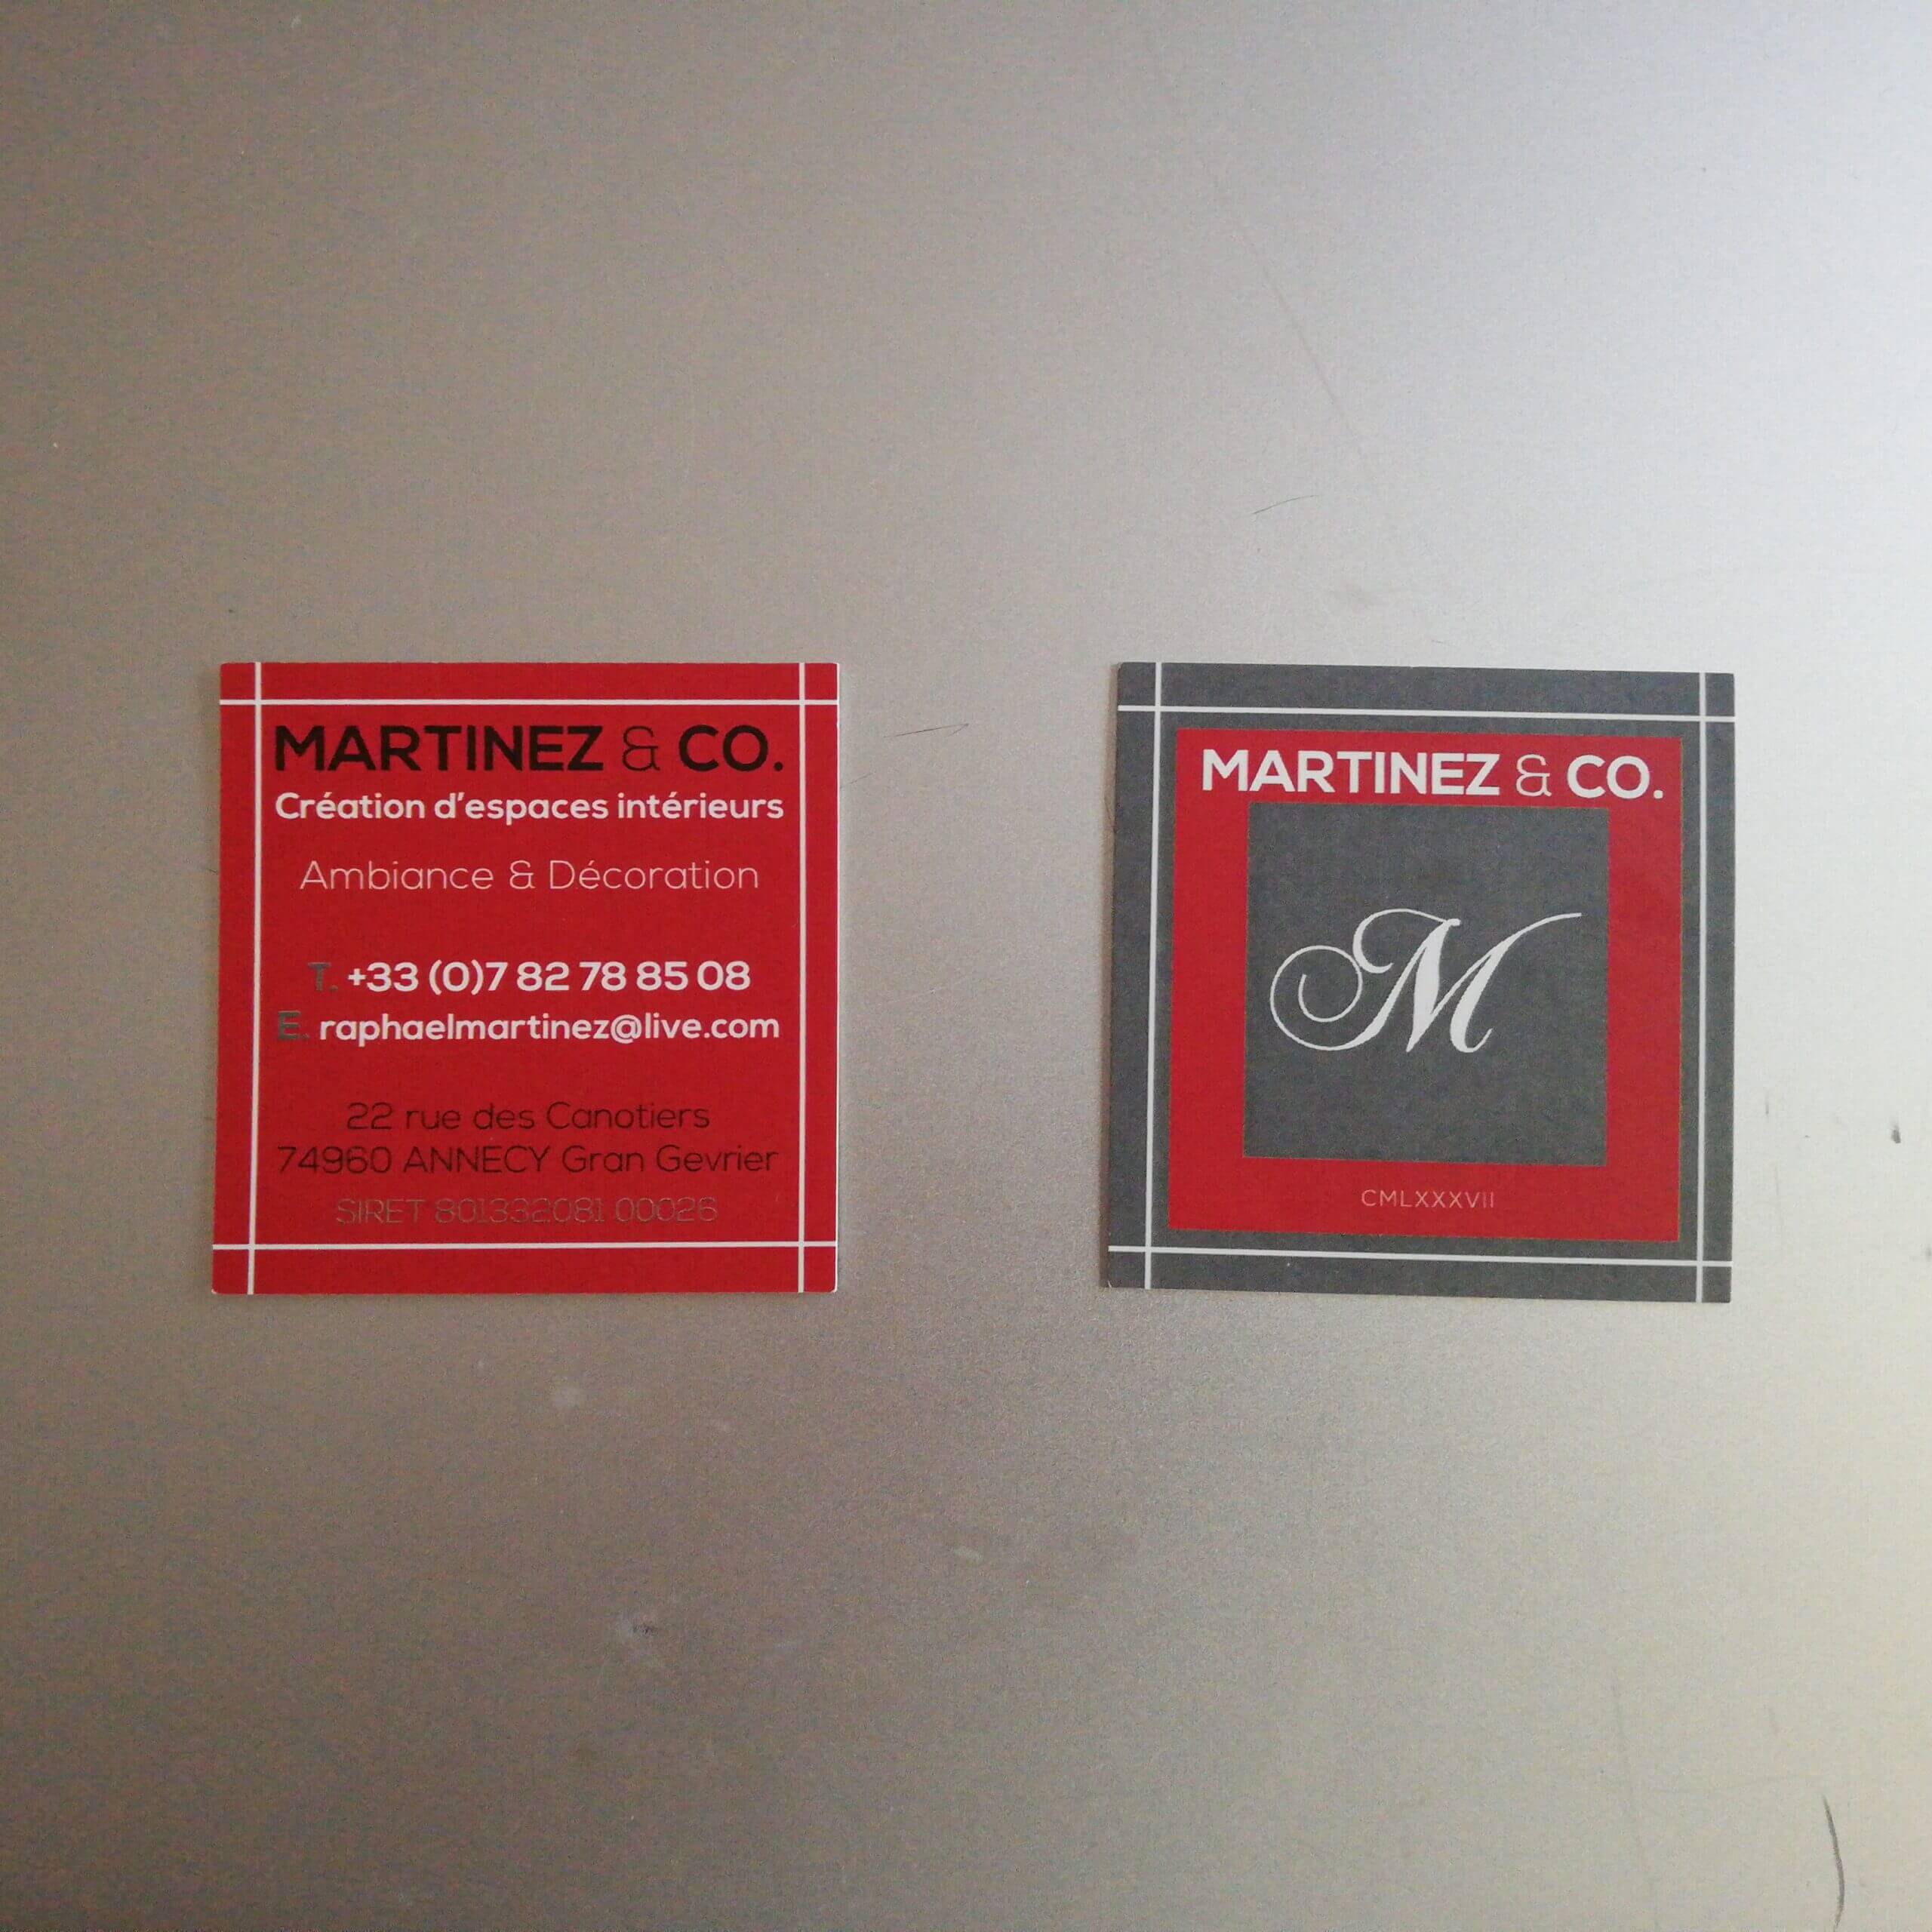 MARTINEZ & CO.
Création d'espaces intérieurs
Ambiance & Décoration
T. +33 (0)7 82 78 85 08
E. raphaelmartinez@live.com
22 rue des Canotiers
74960 ANNECY Gran Gevrier
SIRET 801332081 00026
MARTINEZ & CO.
M
CMLXXXVII